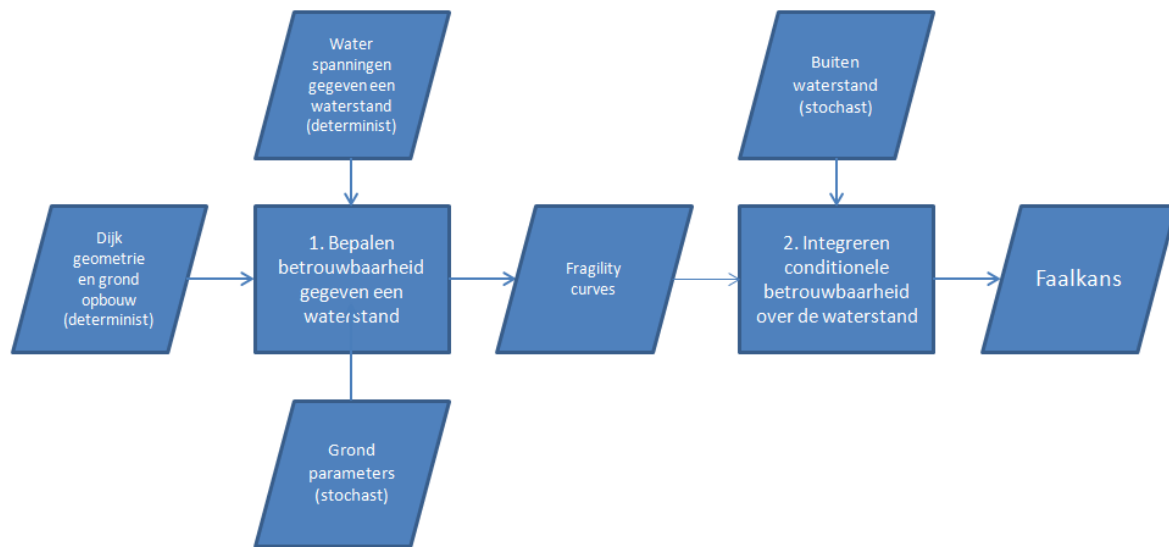 Water
spanningen
gegeven een
waterstand
(determinist)
Buiten
waterstand
(stochast)
Dijk
geometrie
en grond
opbouw
(determinist)
1. Bepalen
betrouwbaarheid
gegeven een
waterstand
Fragility
curves
2. Integreren
conditionele
betrouwbaarheid
over de waterstand
Faalkans
Grond
parameters
(stochast)